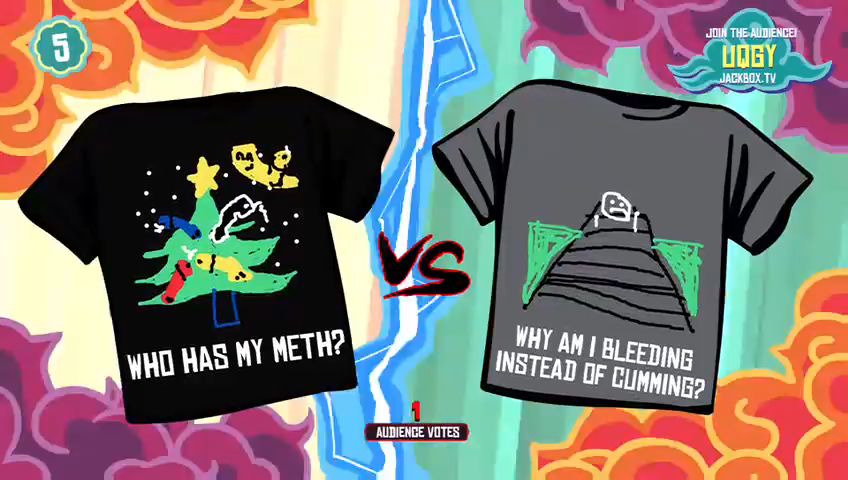 5
JOIN THE AUDIENCE!
UQGY
JACKBOX.TV
VS
WHO HAS MY METH?
WHY AM I BLEEDING
INSTEAD OF CUMMING?
1
AUDIENCE VOTES